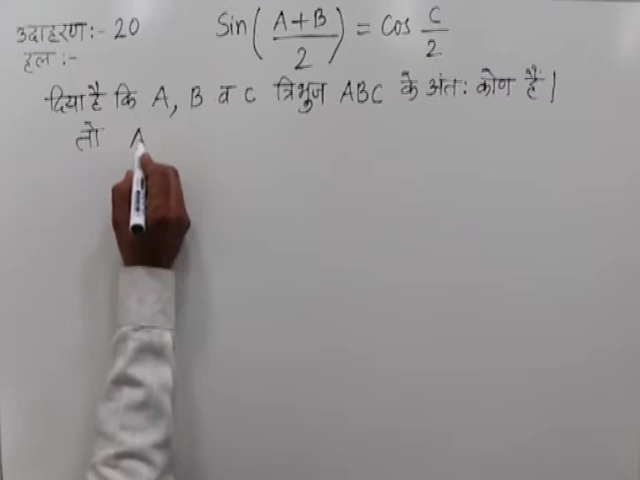 उदाहरण:- 20 Sin(A+B/2) = Cos C/2
हल :-
दिया है कि A, B व C त्रिभुज ABC के अंतः कोण हैं।
तो A